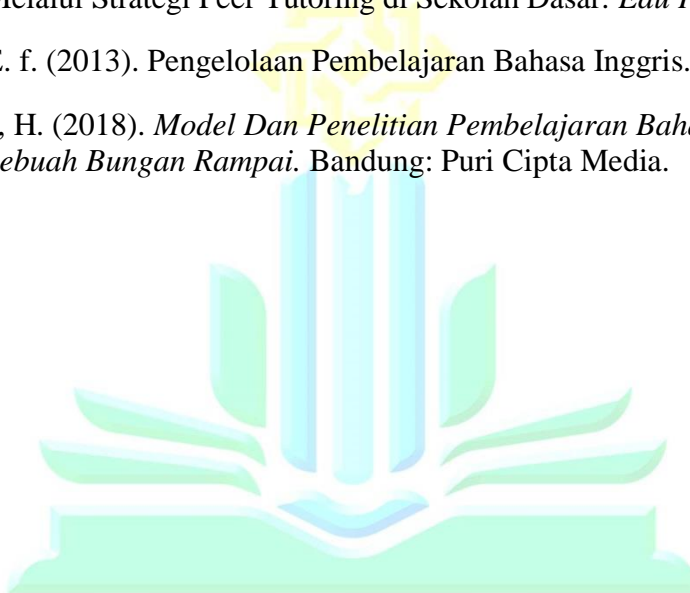 Melalui Strategi Peer Tutoring di Sekolah Dasar.
E. f. (2013). Pengelolaan Pembelajaran Bahasa Inggris.
, H. (2018). Model Dan Penelitian Pembelajaran
ebuah Bungan Rampai. Bandung: Puri Cipta Media.